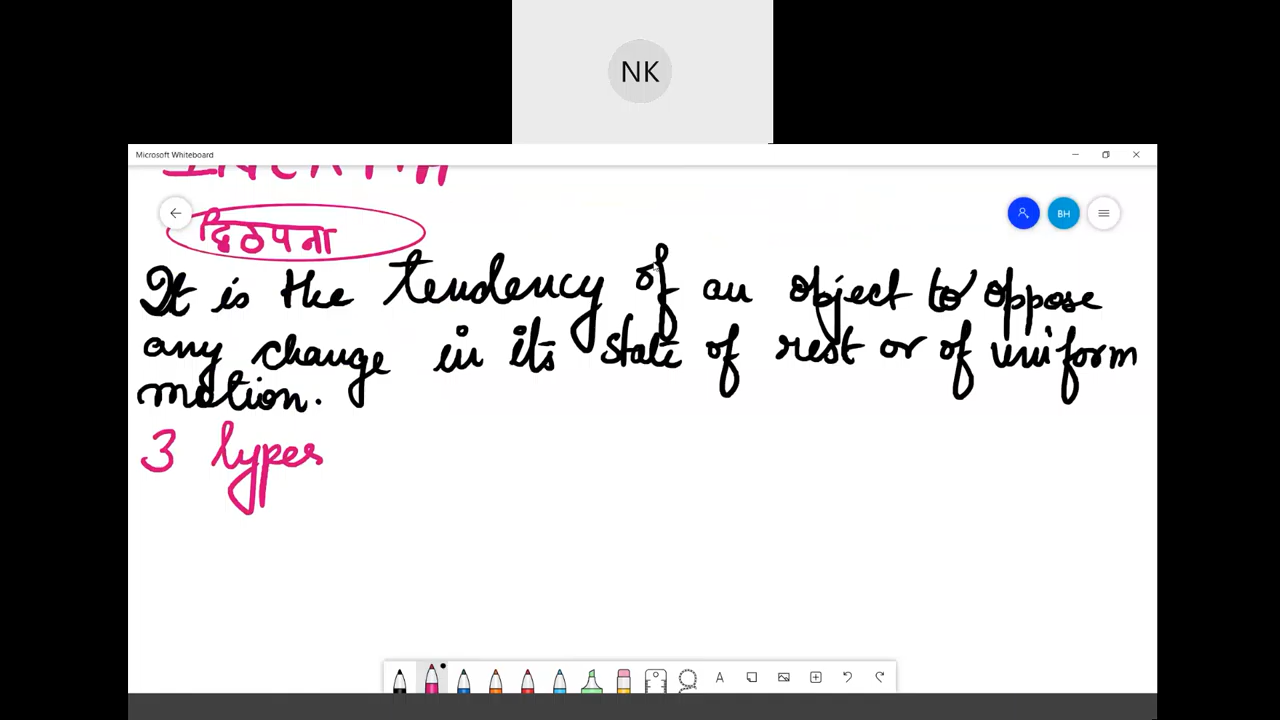 NK
Microsoft Whiteboard
INERTIA
BH
It is the tendency of an object to oppose
any change in its state of rest or of uniform
motion.
3 types
A